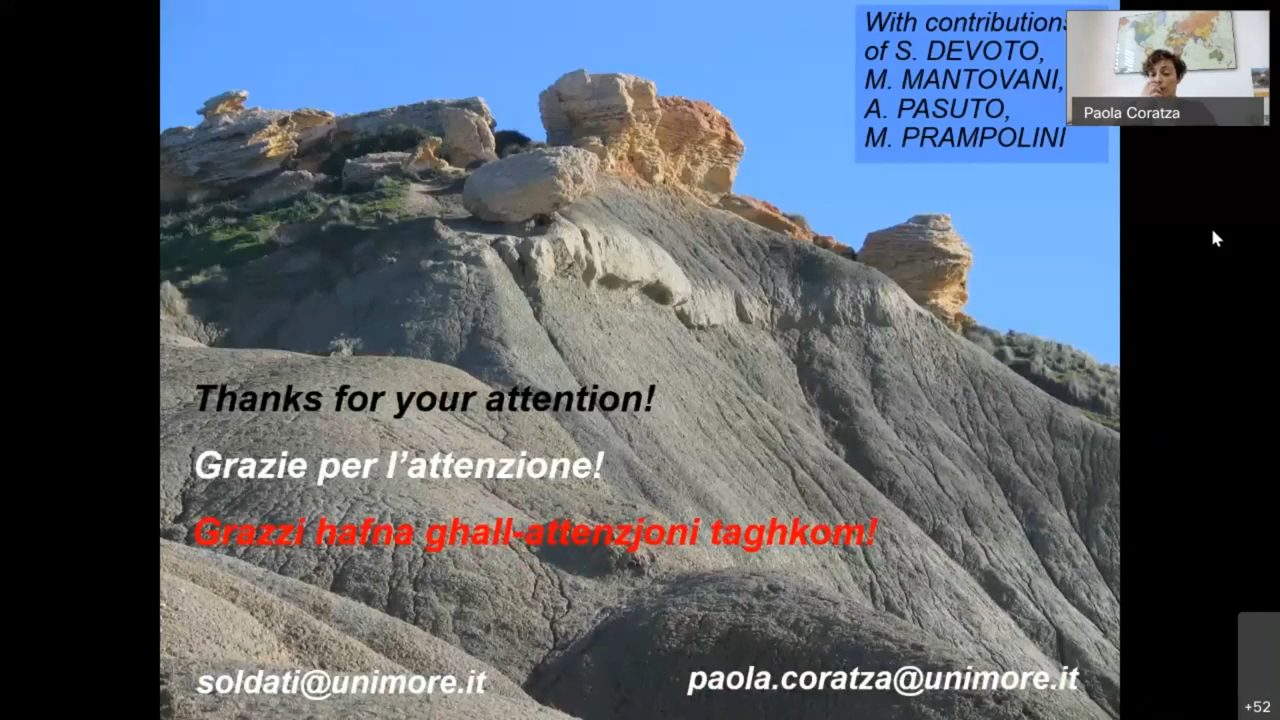 With contribution
of S. DEVOTO,
M. MANTOVANI,
A. PASUTO,
M. PRAMPOLINI
Paola Coratza
Thanks for your attention!
Grazie per l'attenzione!
Grazzi hafna ghall-attenzjoni taghkom!
soldati@unimore.it
paola.coratza@unimore.it
+52